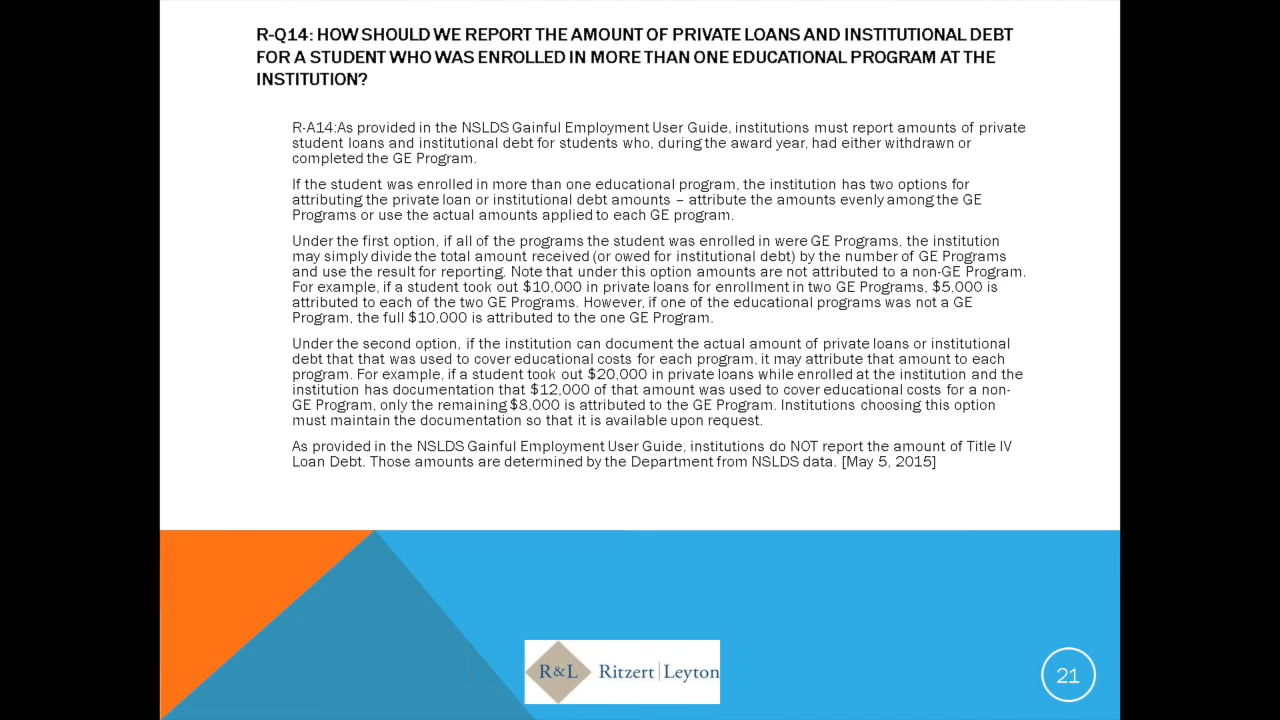 R-Q14: HOW SHOULD WE REPORT THE AMOUNT OF PRIVATE LOANS AND INSTITUTIONAL DEBT
FOR A STUDENT WHO WAS ENROLLED IN MORE THAN ONE EDUCATIONAL PROGRAM AT THE
INSTITUTION?
R-A14:As provided in the NSLDS Gainful Employment User Guide, institutions must report amounts of private
student loans and institutional debt for students who, during the award year, had either withdrawn or
completed the GE Program.
If the student was enrolled in more than one educational program, the institution has two options for
attributing the private loan or institutional debt amounts – attribute the amounts evenly among the GE
Programs or use the actual amounts applied to each GE program.
Under the first option, if all of the programs the student was enrolled in were GE Programs, the institution
may simply divide the total amount received (or owed for institutional debt) by the number of GE Programs
and use the result for reporting. Note that under this option amounts are not attributed to a non-GE Program.
For example, if a student took out $10,000 in private loans for enrollment in two GE Programs, $5,000 is
attributed to each of the two GE Programs. However, if one of the educational programs was not a GE
Program, the full $10,000 is attributed to the one GE Program.
Under the second option, if the institution can document the actual amount of private loans or institutional
debt that that was used to cover educational costs for each program, it may attribute that amount to each
program. For example, if a student took out $20,000 in private loans while enrolled at the institution and the
institution has documentation that $12,000 of that amount was used to cover educational costs for a non-
GE Program, only the remaining $8,000 is attributed to the GE Program. Institutions choosing this option
must maintain the documentation so that it is available upon request.
As provided in the NSLDS Gainful Employment User Guide, institutions do NOT report the amount of Title IV
Loan Debt. Those amounts are determined by the Department from NSLDS data. [May 5, 2015]
R&L Ritzert|Leyton
21